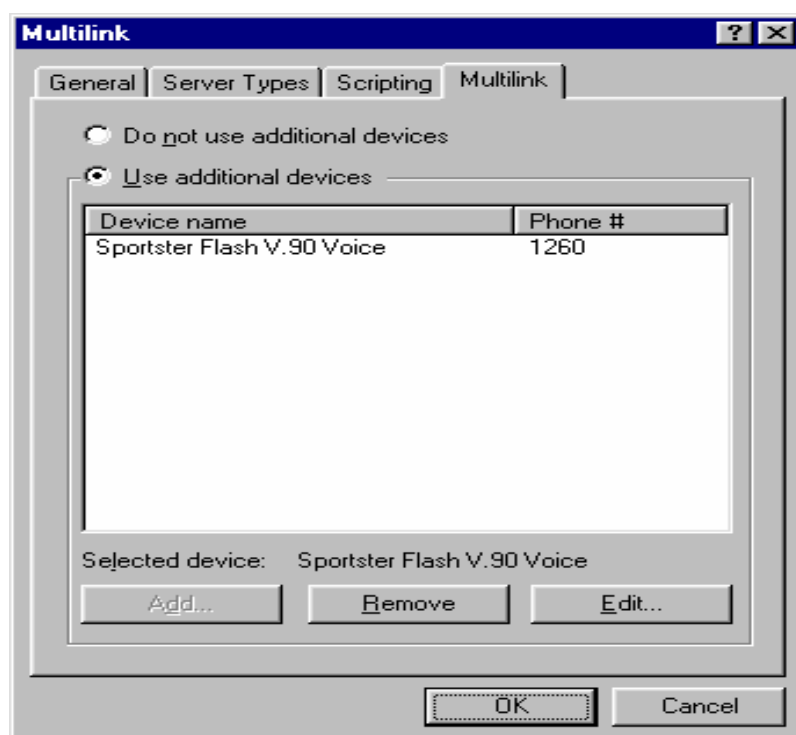 Multilink
General Server Types Scripting Multilink
Do not use additional devices
Use additional devices
Device name Phone #
Sportster Flash V.90 Voice 1260
Selected device: Sportster Flash V.90 Voice
Add... Remove Edit...
OK Cancel